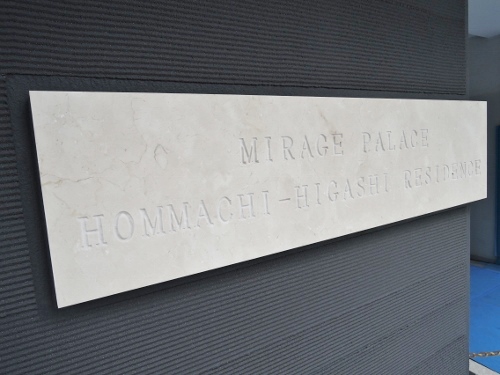 MIRAGE PALACE
HOMMACHI-HIGASHI RESIDENCE